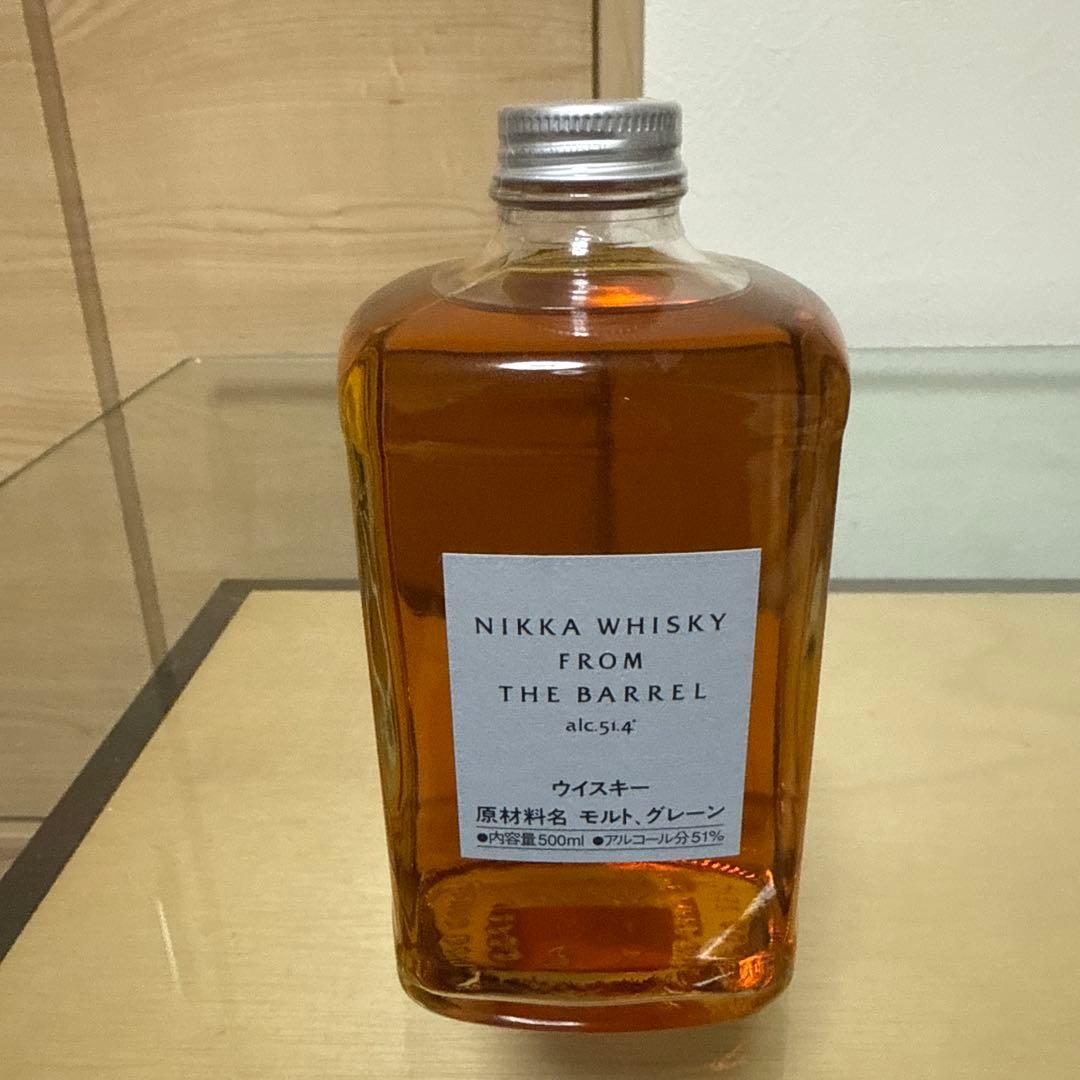 NIKKA WHISKY
FROM
THE BARREL
alc.51.4°
ウイスキー
原材料名 モルト、グレーン
●内容量500ml ●アルコール分51%